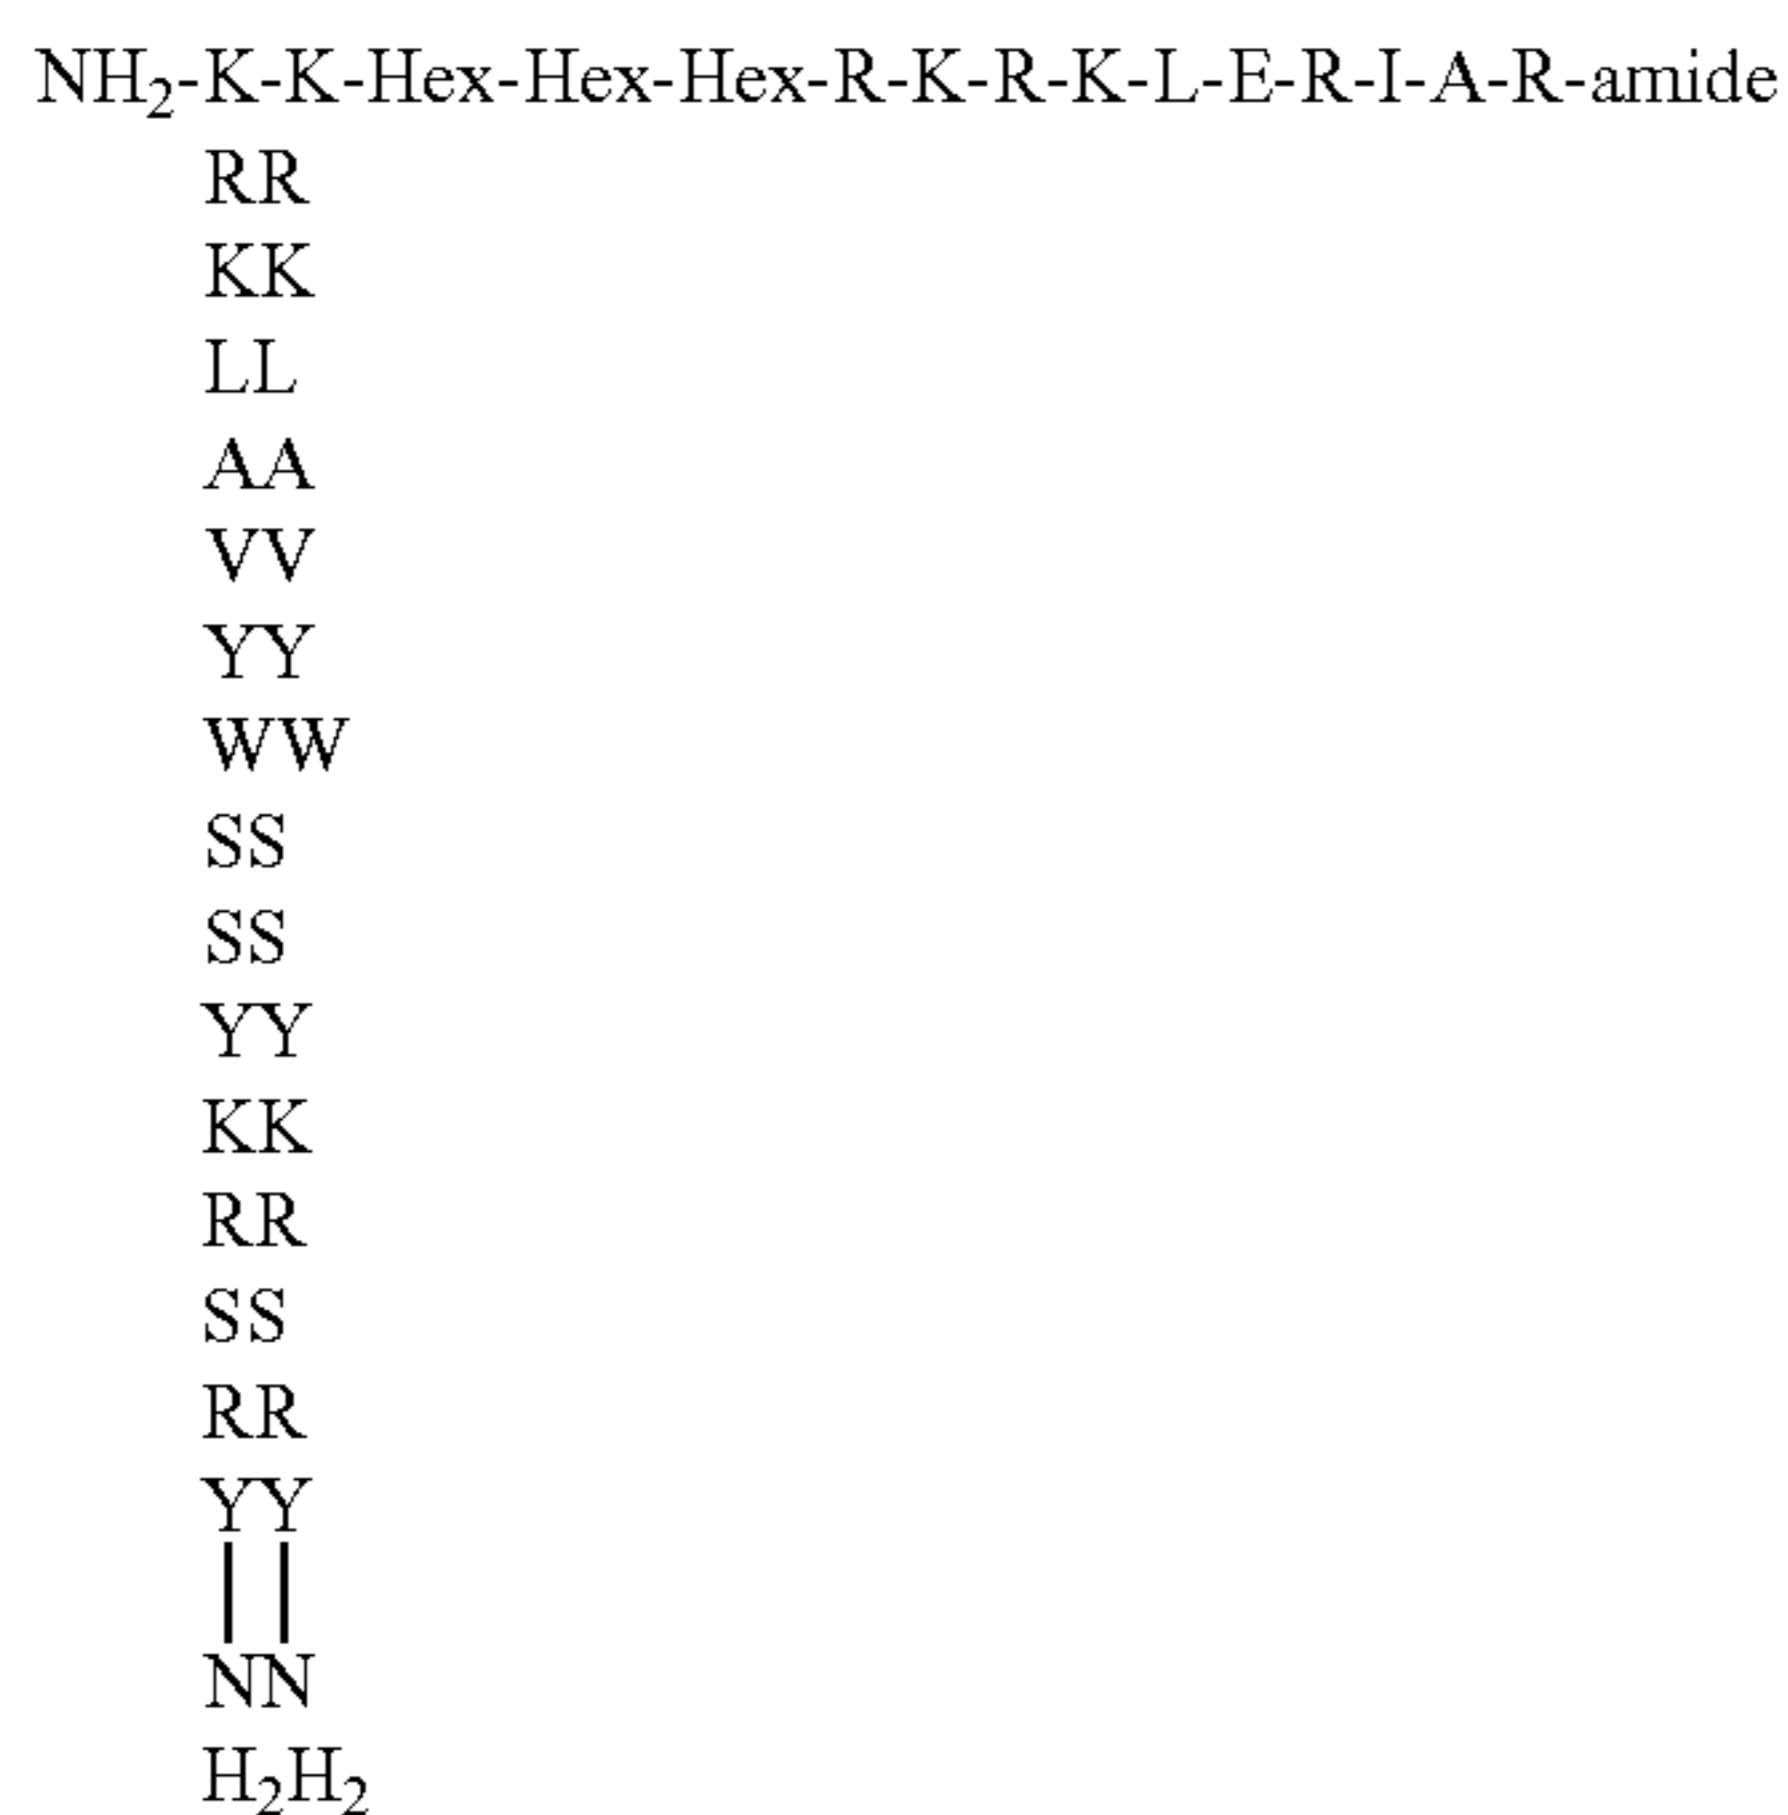 NH₂-K-K-Hex-Hex-Hex-R-K-R-K-L-E-R-I-A-R-amide
RR
KK
LL
AA
VV
YY
WW
SS
SS
YY
KK
RR
SS
RR
YY
NN
H₂H₂